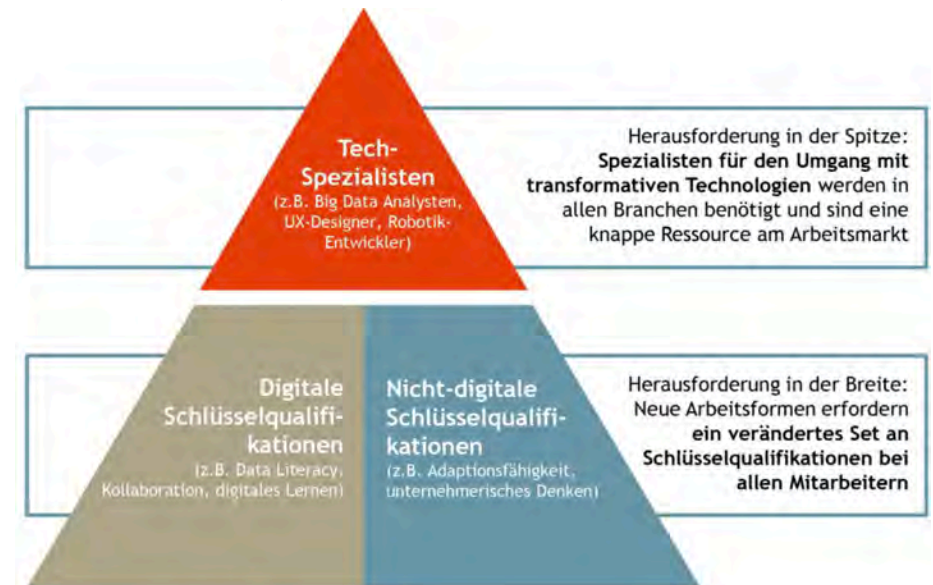 Tech-
Spezialisten
(z.B. Big Data Analysten,
UX-Designer, Robotik-
Entwickler)
Herausforderung in der Spitze:
Spezialisten für den Umgang mit
transformativen Technologien werden in
allen Branchen benötigt und sind eine
knappe Ressource am Arbeitsmarkt
Digitale
Schlüsselqualifi-
kationen
(z.B. Data Literacy,
Kollaboration, digitales Lernen)
Nicht-digitale
Schlüsselqualifi-
kationen
(z.B. Adaptionsfähigkeit,
unternehmerisches Denken)
Herausforderung in der Breite:
Neue Arbeitsformen erfordern
ein verändertes Set an
Schlüsselqualifikationen bei
allen Mitarbeitern